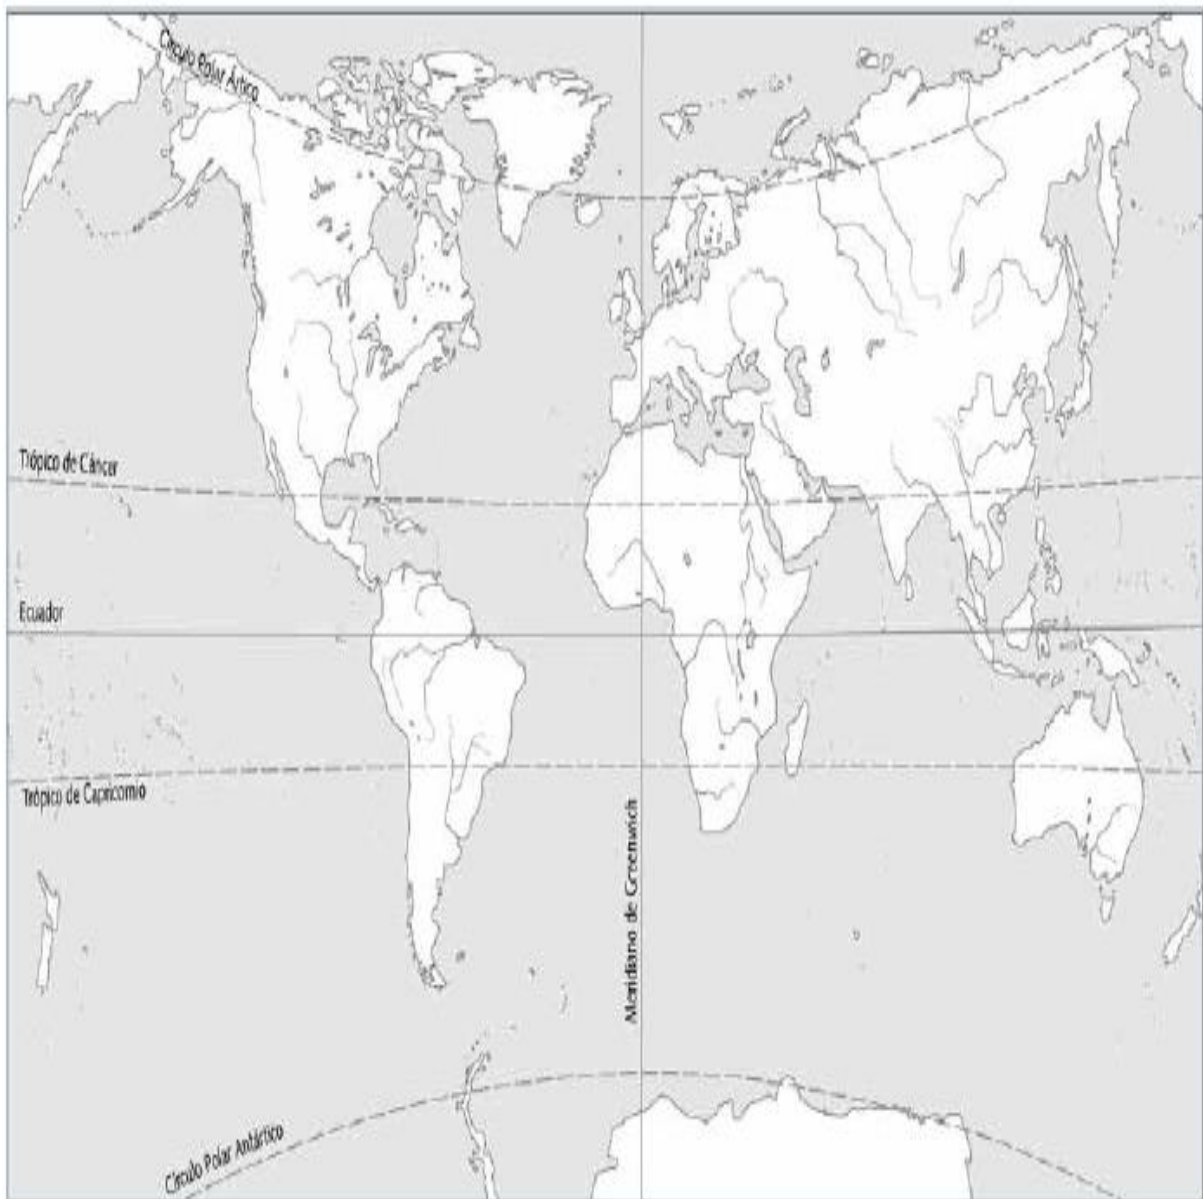 Círculo Polar Ártico
Trópico de Cáncer
Ecuador
Trópico de Capricornio
Meridiano de Greenwich
Círculo Polar Antártico